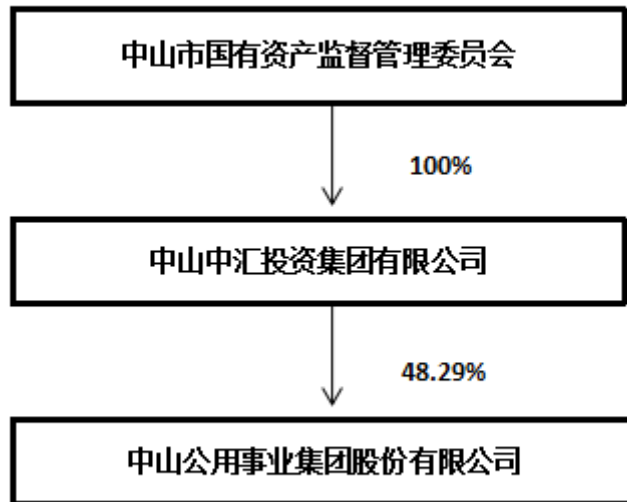 中山市国有资产监督管理委员会
100%
中山中汇投资集团有限公司
48.29%
中山公用事业集团股份有限公司